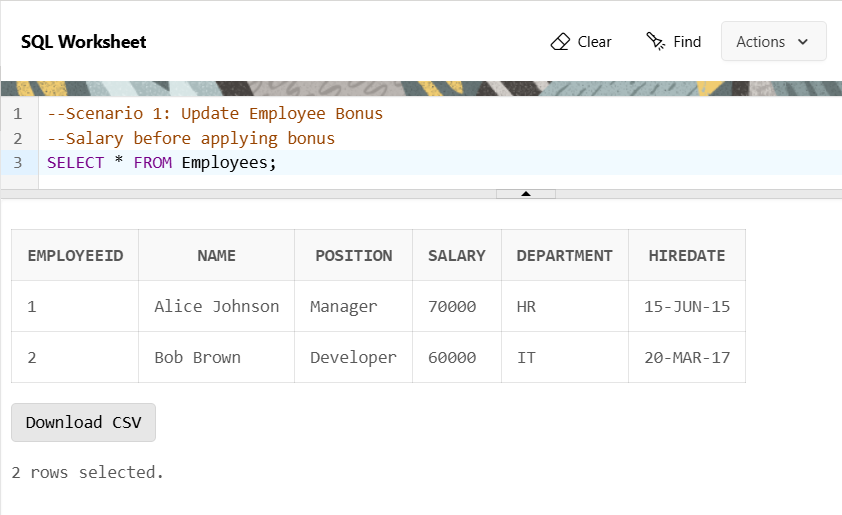 SQL Worksheet Clear Find Actions
1 --Scenario 1: Update Employee Bonus
2 --Salary before applying bonus
3 SELECT * FROM Employees;
EMPLOYEEID NAME POSITION SALARY DEPARTMENT HIREDATE
1 Alice Johnson Manager 70000 HR 15-JUN-15
2 Bob Brown Developer 60000 IT 20-MAR-17
Download CSV
2 rows selected.